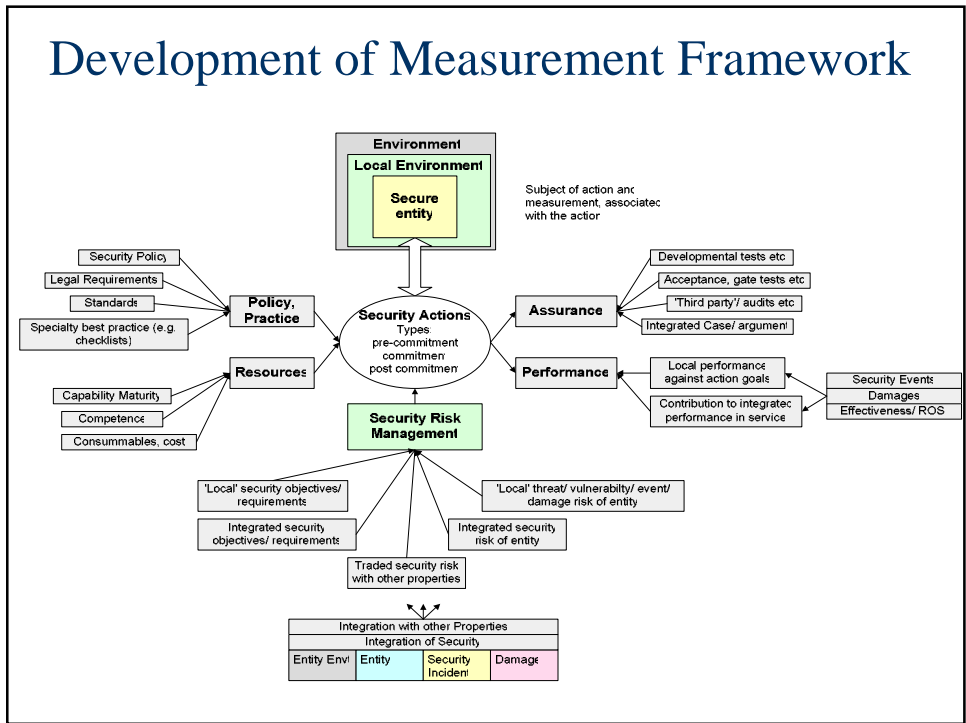 Development of Measurement Framework
Environment
Local Environment
Secure
entity
Subject of action and
measurement, associated
with the action
Security Policy
Legal Requirements
Standards
Specialty best practice (e.g.
checklists)
Policy,
Practice
Resources
Capability Maturity
Competence
Consummables, cost
Security Actions
Types:
pre-commitment
commitment
post commitment
Assurance
Performance
Developmental tests etc
Acceptance, gate tests etc
'Third party'/ audits etc
Integrated Case/ argument
Local performance
against action goals
Contribution to integrated
performance in service
Security Events
Damages
Effectiveness/ ROS
Security Risk
Management
'Local' security objectives/
requirements
Integrated security
objectives/ requirements
'Local' threat/ vulnerabilty/ event/
damage risk of entity
Integrated security
risk of entity
Traded security risk
with other properties
Integration with other Properties
Integration of Security
Entity Envt
Entity
Security
Incident
Damage